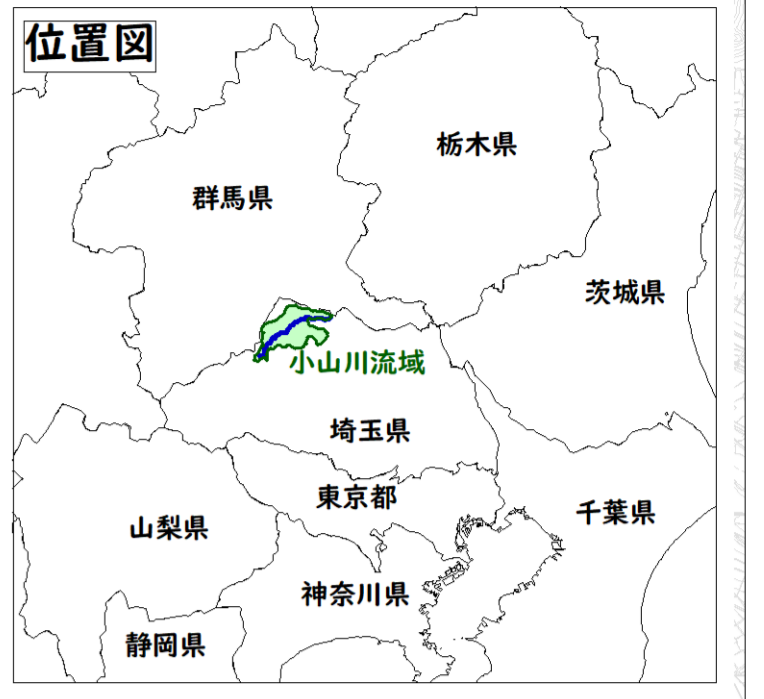 位置図
栃木県
群馬県
茨城県
小山川流域
埼玉県
東京都
千葉県
山梨県
神奈川県
静岡県